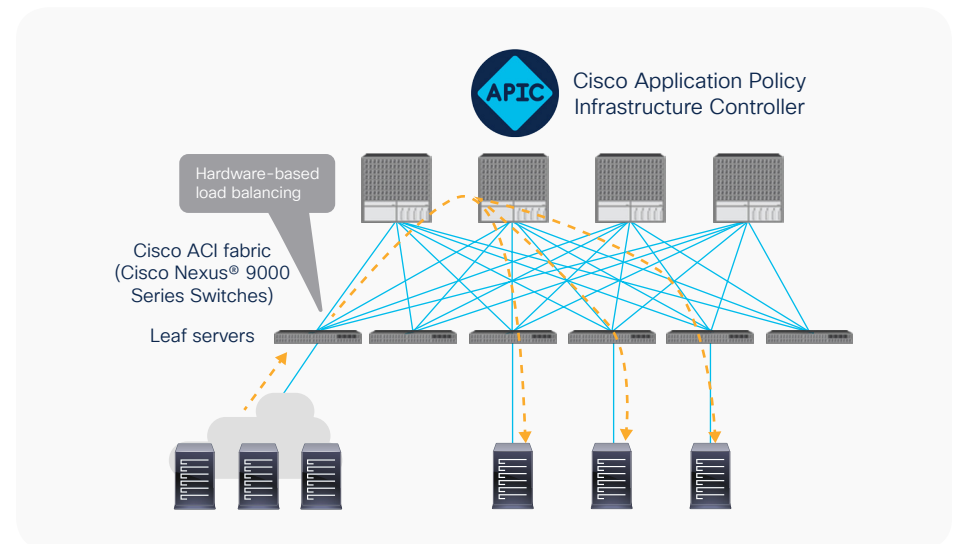 APIC
Cisco Application Policy
Infrastructure Controller
Hardware-based
load balancing
Cisco ACI fabric
(Cisco Nexus® 9000
Series Switches)
Leaf servers